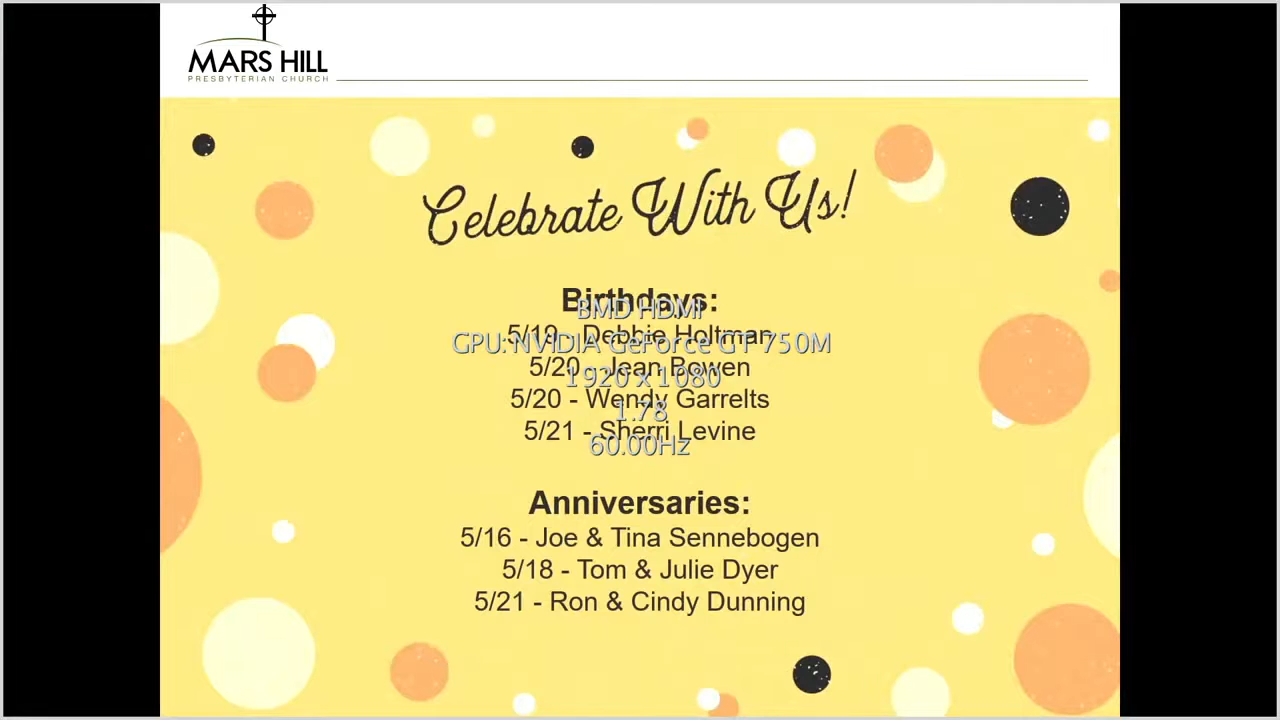 MARS HILL
PRESBYTERIAN CHURCH
Celebrate With Us!
Birthdays:
BMD HDMI
5/19 - Debbie Holtman
GPU: NVIDIA GeForce GT 750M
5/20 - Jean Bowen
1920 x 1080
5/20 - Wendy Garrelts
1.78
5/21 - Sherri Levine
60.00Hz
Anniversaries:
5/16 - Joe & Tina Sennebogen
5/18 - Tom & Julie Dyer
5/21 - Ron & Cindy Dunning